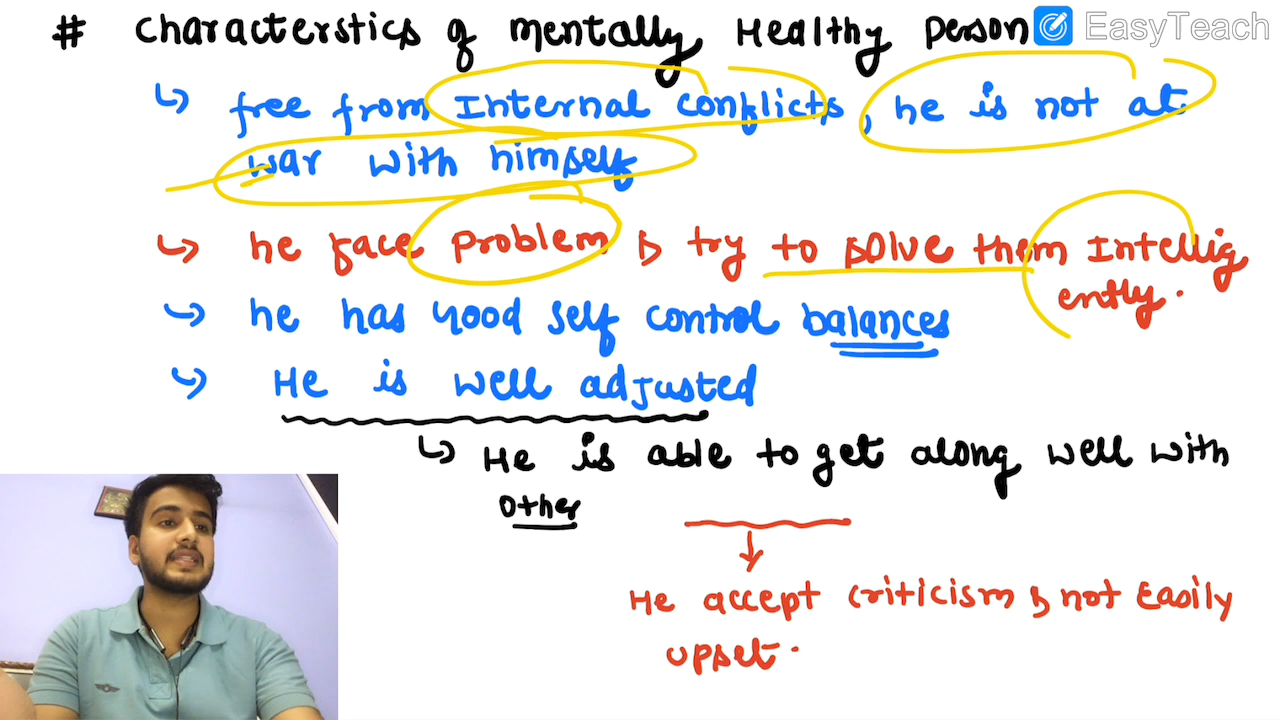 # Characterstics of mentally Healthy person
EasyTeach
↳ free from Internal conflicts, he is not at
war with himself
↳ he face problem & try to solve them Intellig
ently.
↳ he has good self control balances
↳ He is well adjusted
↳ He is able to get along well with
other
He accept criticism & not Easily
upset.